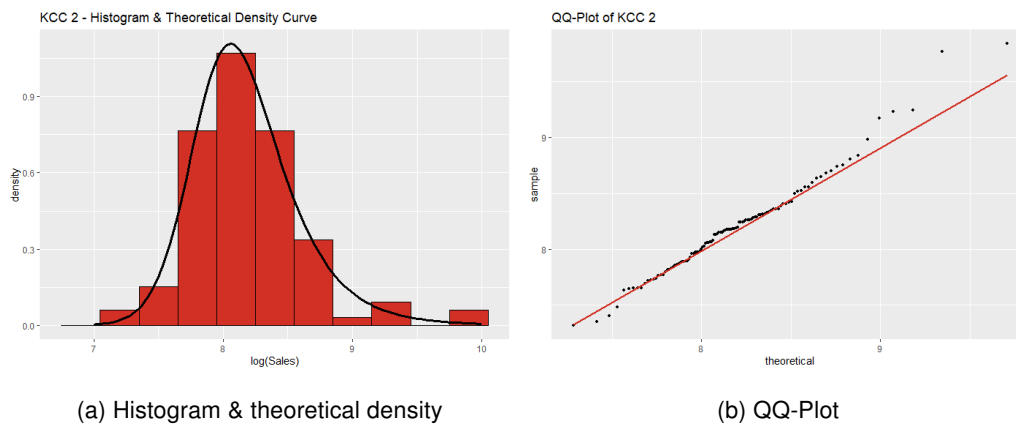 KCC 2 - Histogram & Theoretical Density Curve
density
0.9
0.6
0.3
0.0
7
8
9
10
log(Sales)
(a) Histogram & theoretical density
QQ-Plot of KCC 2
sample
9
8
8
9
theoretical
(b) QQ-Plot